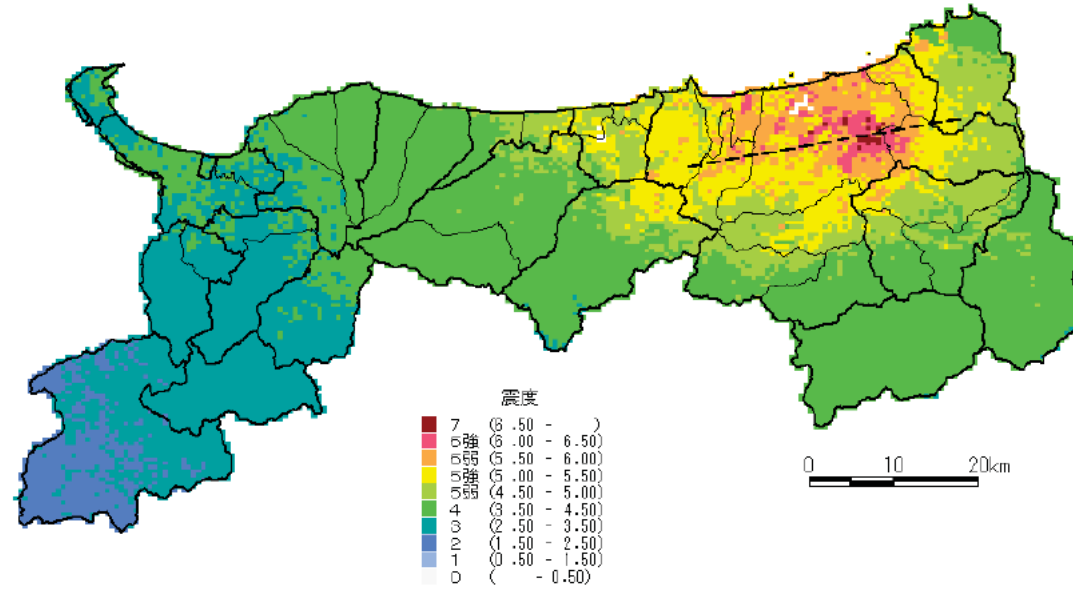 震度
7 (6.50 - )
6強 (6.00 - 6.50)
6弱 (5.50 - 6.00)
5強 (5.00 - 5.50)
5弱 (4.50 - 5.00)
4 (3.50 - 4.50)
3 (2.50 - 3.50)
2 (1.50 - 2.50)
1 (0.50 - 1.50)
0 ( - 0.50)
0 10 20km